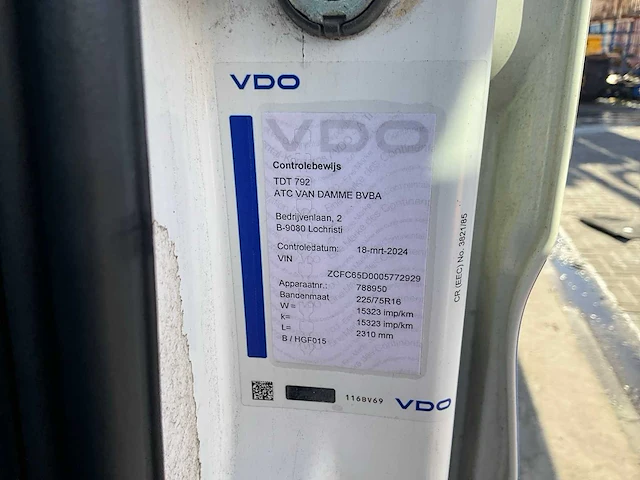 VDO
VDO
Controlebewijs
TDT 792
ATC VAN DAMME BVBA
Bedrijvenlaan, 2
B-9080 Lochristi
Controledatum: 18-mrt-2024
VIN
ZCFC65D0005772929
Apparaatnr.: 788950
Bandenmaat 225/75R16
W = 15323 imp/km
k= 15323 imp/km
L= 2310 mm
B / HGF015
CR (EEC) No. 3821/85
1168V69
VDO